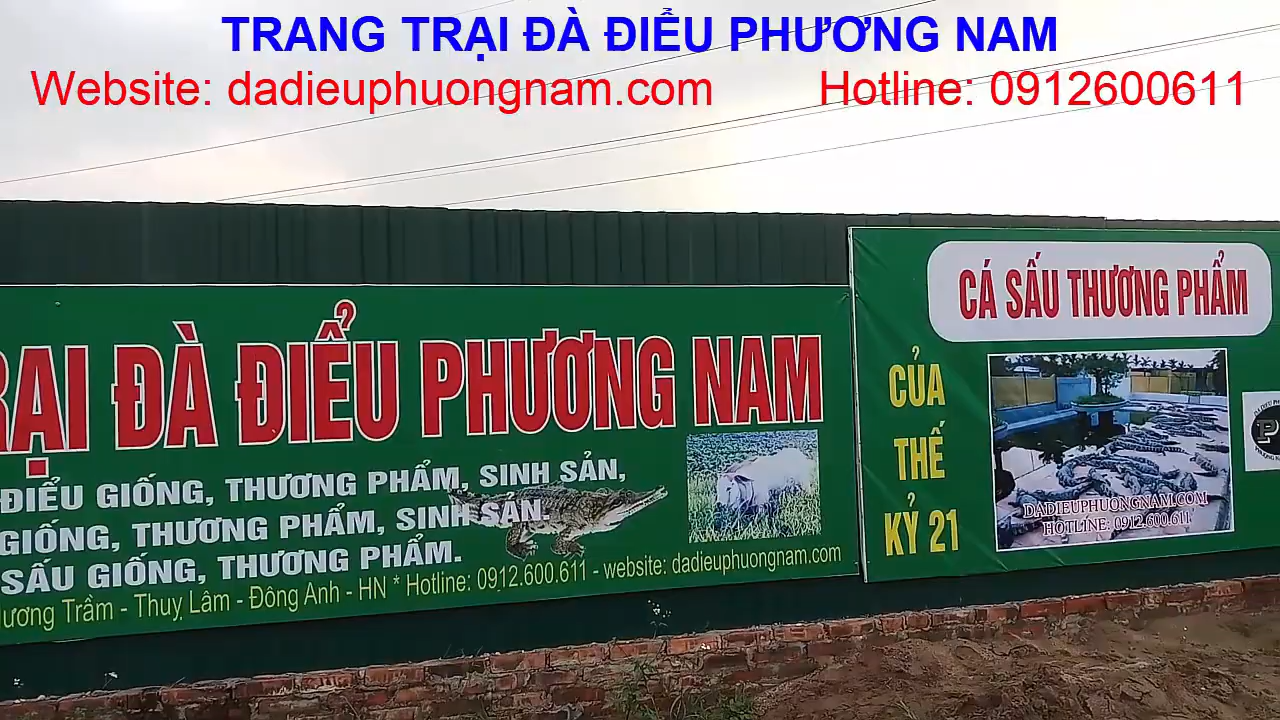 TRANG TRẠI ĐÀ ĐIỂU PHƯƠNG NAM
Website: dadieuphuongnam.com
Hotline: 0912600611
ĐÀ ĐIỂU PHƯƠNG NAM
ĐIỂU GIỐNG, THƯƠNG PHẨM, SINH SẢN,
GIỐNG, THƯƠNG PHẨM, SINH SẢN.
SẤU GIỐNG, THƯƠNG PHẨM.
Trầm - Thuỵ Lâm - Đông Anh - HN * Hotline: 0912.600.611 - website: dadieuphuongnam.com
CÁ SẤU THƯƠNG PHẨM
CỦA
THẾ
KỶ 21
DADIEUPHUONGNAM.COM
HOTLINE: 0912.600.611